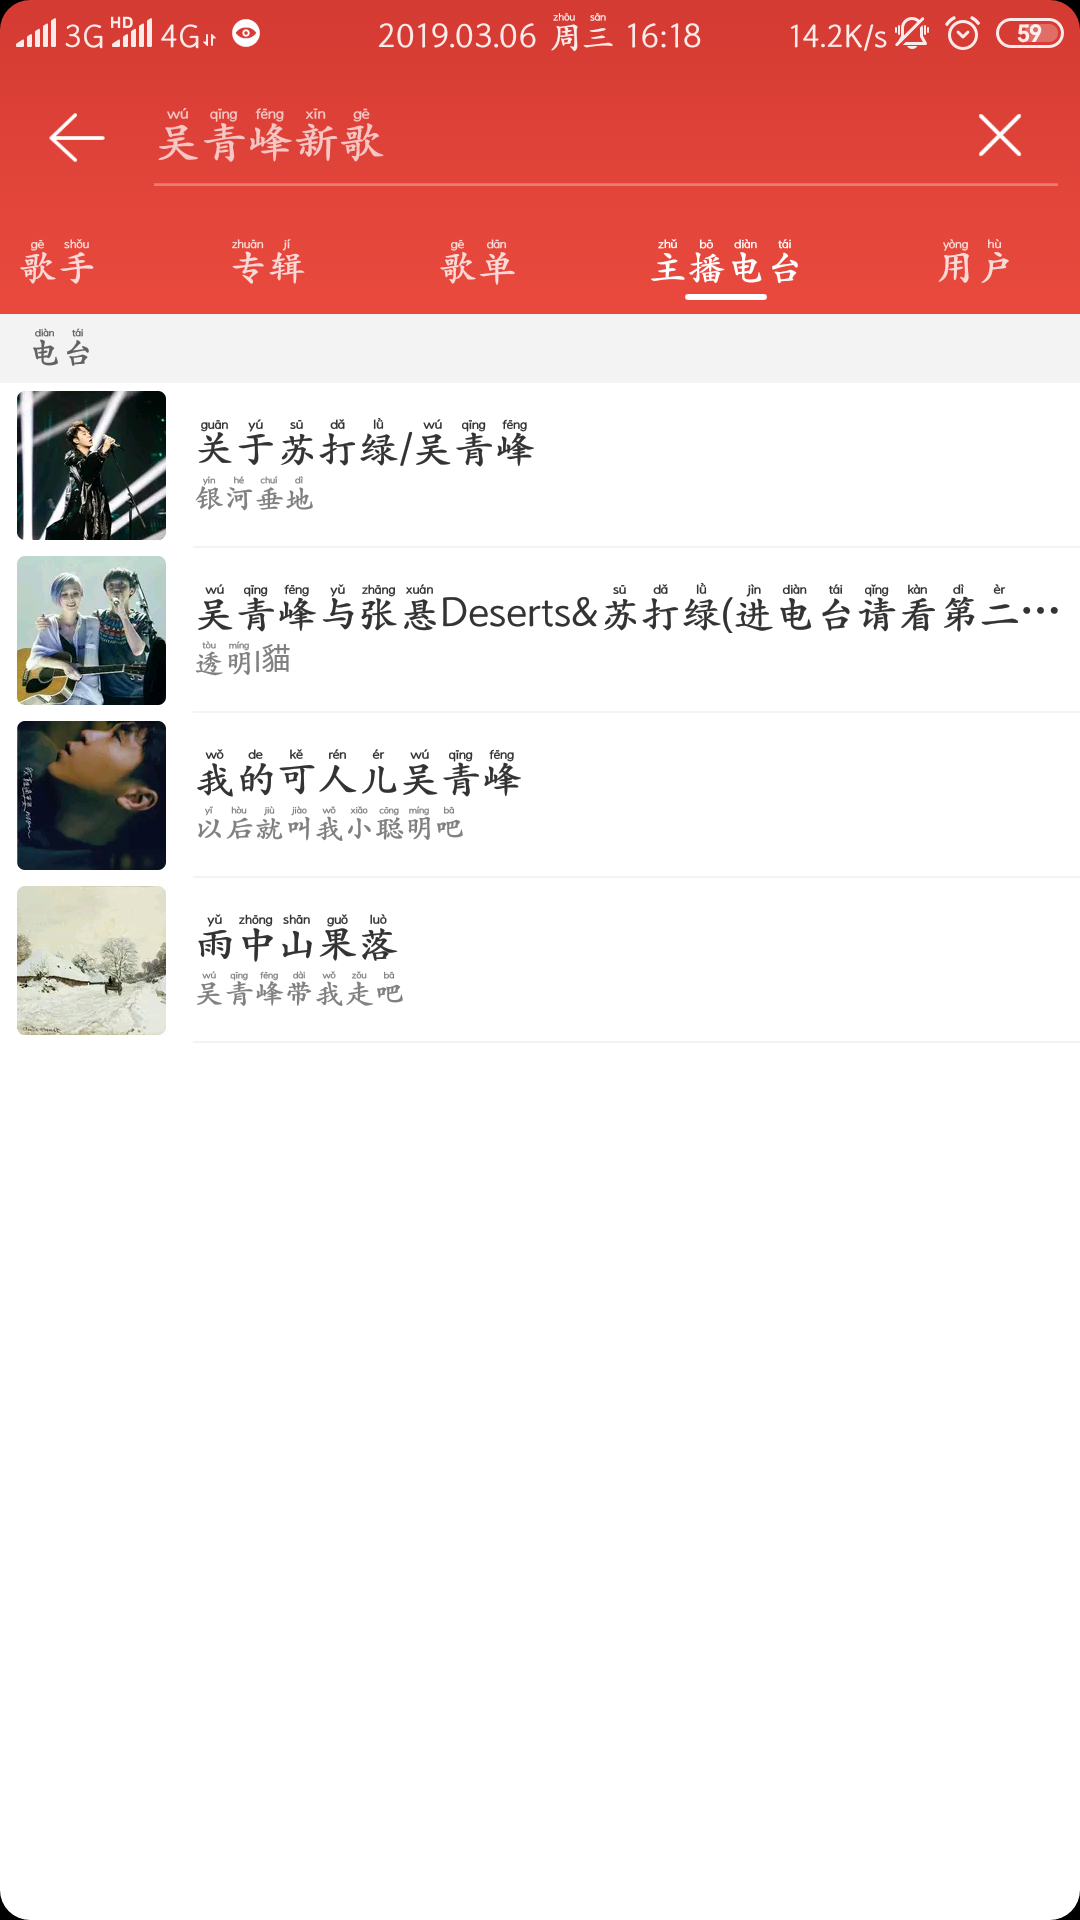 3G HD 4G 2019.03.06 周三 16:18 14.2K/s 59
吴青峰新歌
歌手 专辑 歌单 主播电台 用户
电台
关于苏打绿/吴青峰
银河垂地
吴青峰与张悬Deserts&苏打绿(进电台请看第二…
透明|貓
我的可人儿吴青峰
以后就叫我小聪明吧
雨中山果落
吴青峰带我走吧